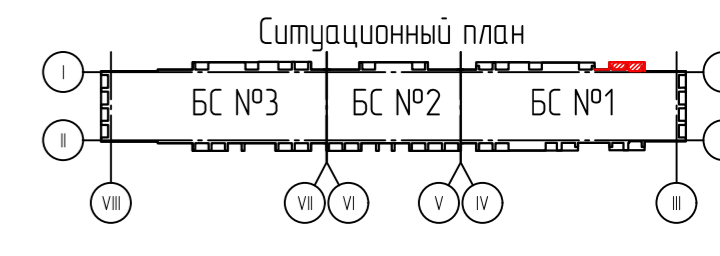 Ситуационный план
I
БС №3 БС №2 БС №1
II
VIII VII VI V IV III